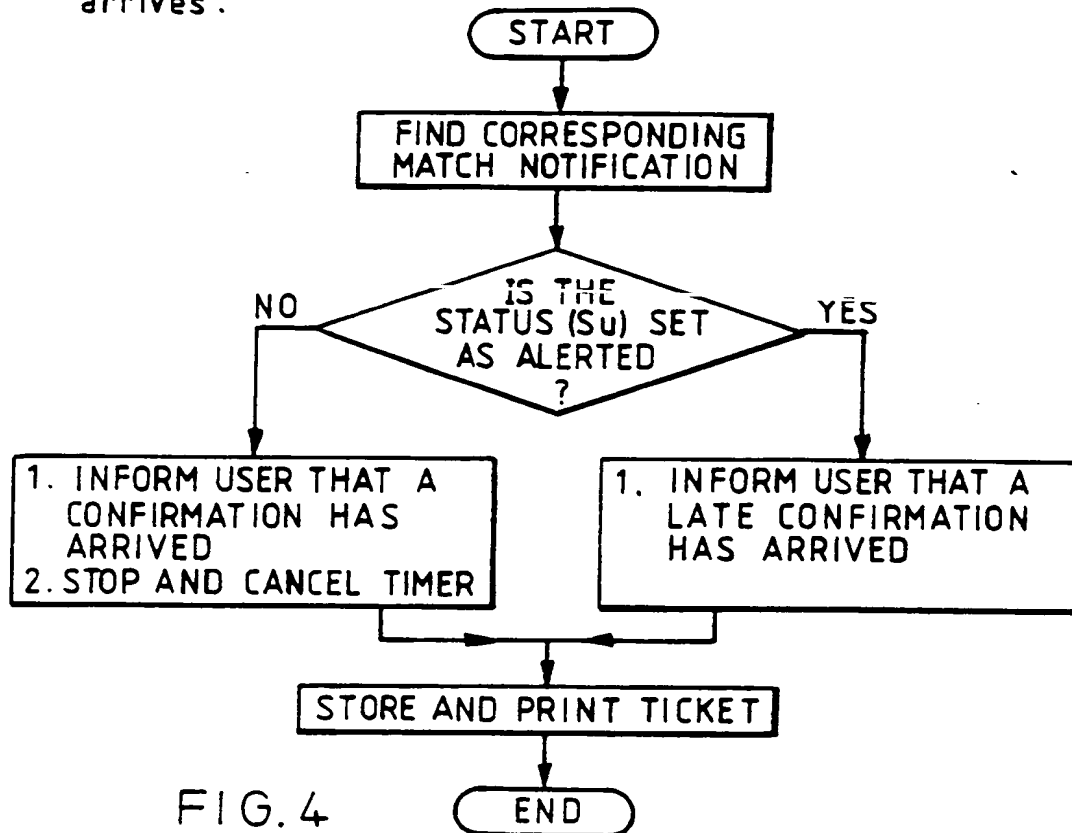 arrives.
START
FIND CORRESPONDING
MATCH NOTIFICATION
IS THE
STATUS (Su) SET
AS ALERTED
?
NO
YES
1. INFORM USER THAT A
CONFIRMATION HAS
ARRIVED
2. STOP AND CANCEL TIMER
1. INFORM USER THAT A
LATE CONFIRMATION
HAS ARRIVED
STORE AND PRINT TICKET
END
FIG. 4